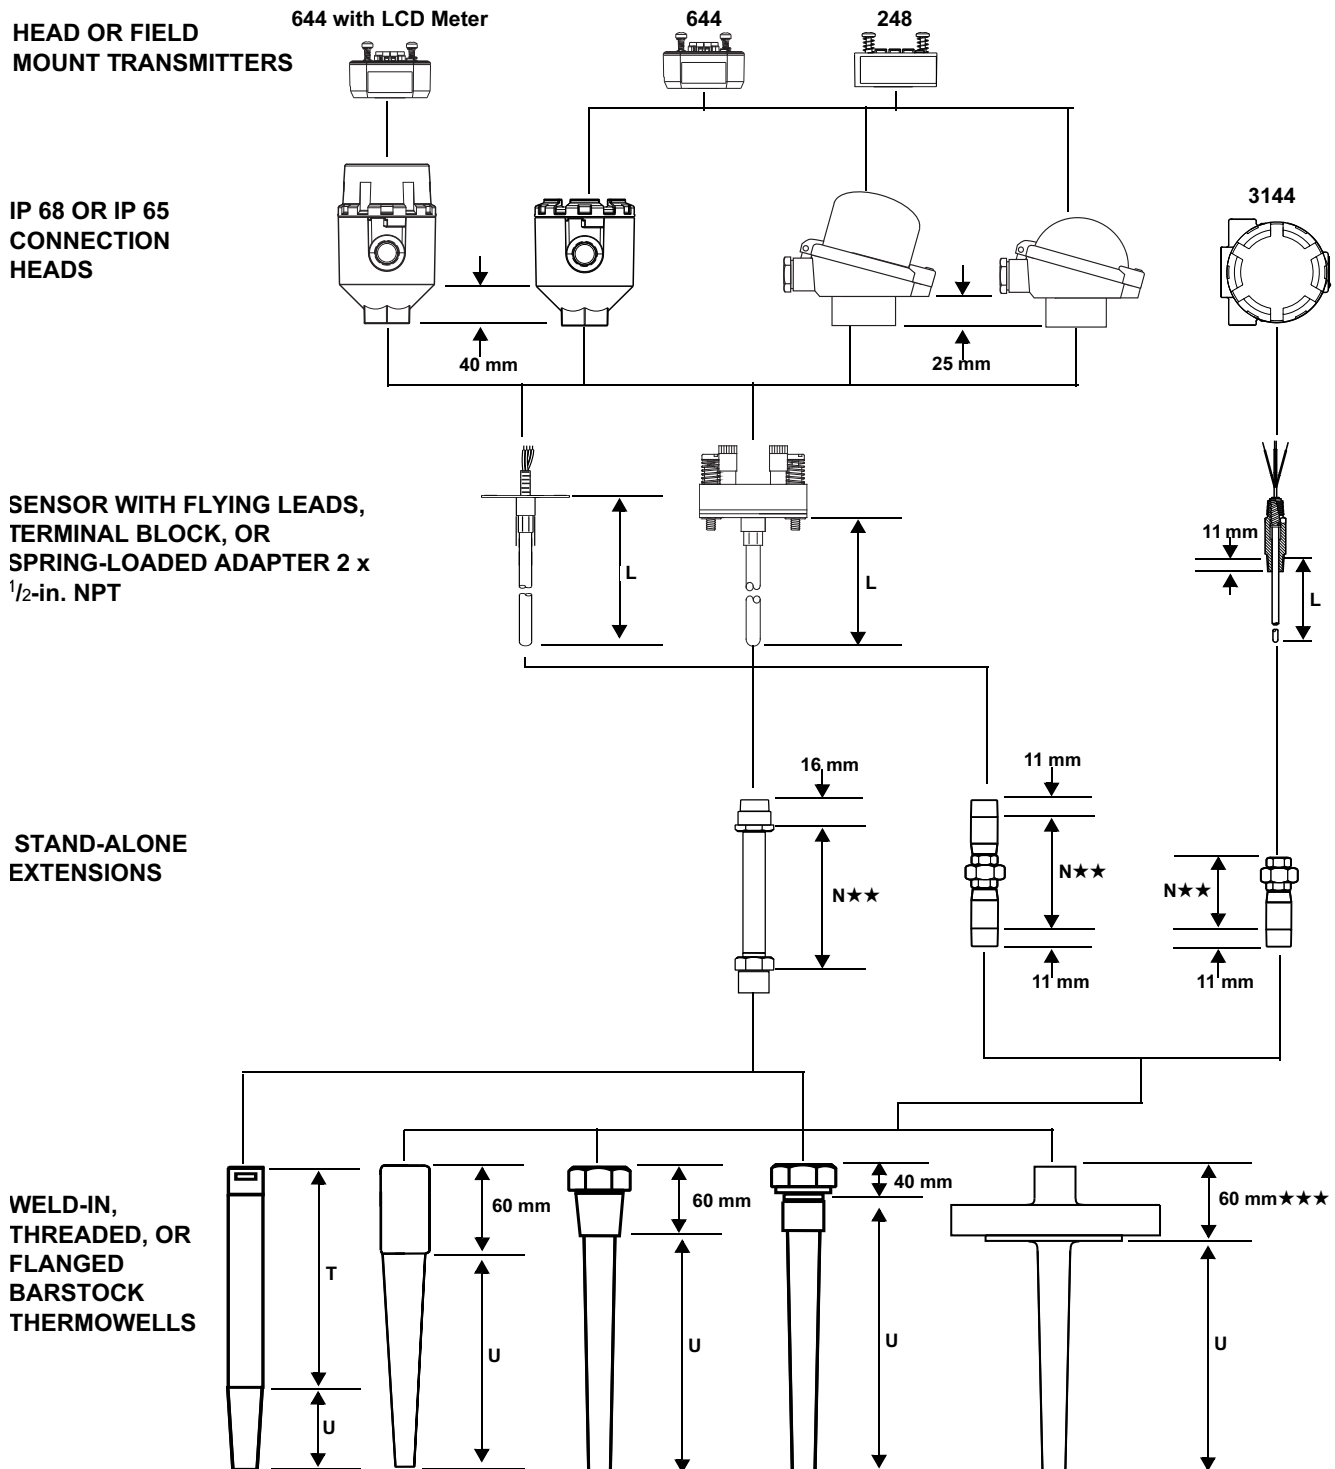 644 with LCD Meter
644
248
HEAD OR FIELD
MOUNT TRANSMITTERS
IP 68 OR IP 65
CONNECTION
HEADS
3144
40 mm
25 mm
SENSOR WITH FLYING LEADS,
TERMINAL BLOCK, OR
SPRING-LOADED ADAPTER 2 x
1/2-in. NPT
L
L
11 mm
L
STAND-ALONE
EXTENSIONS
16 mm
11 mm
N★★
N★★
N★★
11 mm
11 mm
WELD-IN,
THREADED, OR
FLANGED
BARSTOCK
THERMOWELLS
60 mm
60 mm
40 mm
60 mm★★★
T
U
U
U
U
U